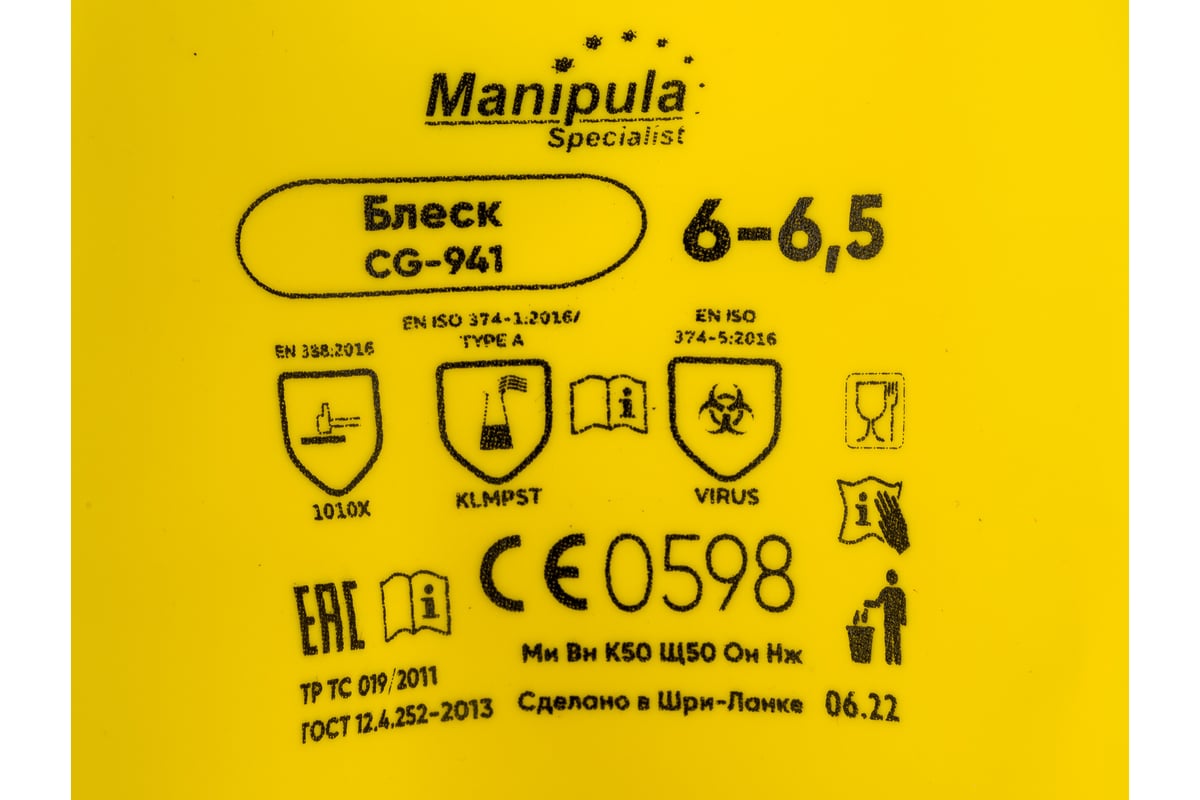 Manipula
Specialist
Блеск
CG-941
6-6,5
EN 388:2016
EN ISO 374-1:2016/
TYPE A
EN ISO
374-5:2016
i
1010X
KLMPST
VIRUS
i
CE 0598
EAC
i
Ми Вн К50 Щ50 Он Нж
ТР ТС 019/2011
ГОСТ 12.4.252-2013
Сделано в Шри-Ланке 06.22